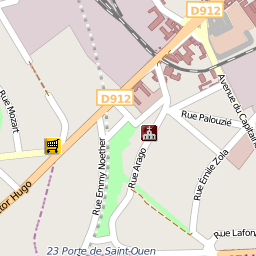 D912
D912
Rue Mozart
Rue Emmy Noether
Rue Arago
Rue Palouzié
Avenue du Capitaine
Rue Émile Zola
tor Hugo
23 Porte de Saint-Ouen
Rue Lafon